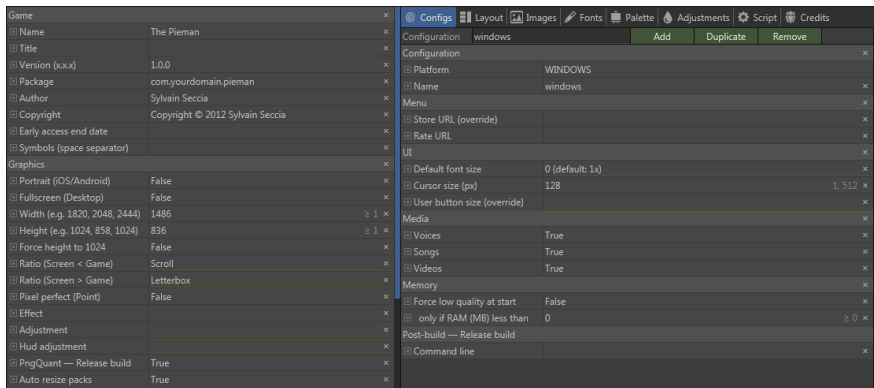 Game ×
Name The Pieman ×
Title ×
Version (x.x.x) 1.0.0 ×
Package com.yourdomain.pieman ×
Author Sylvain Seccia ×
Copyright Copyright © 2012 Sylvain Seccia ×
Early access end date ×
Symbols (space separator) ×
Graphics ×
Portrait (iOS/Android) False ×
Fullscreen (Desktop) False ×
Width (e.g. 1820, 2048, 2444) 1486 ≥ 1 ×
Height (e.g. 1024, 858, 1024) 836 ≥ 1 ×
Force height to 1024 False ×
Ratio (Screen < Game) Scroll ×
Ratio (Screen > Game) Letterbox ×
Pixel perfect (Point) False ×
Effect ×
Adjustment ×
Hud adjustment ×
PngQuant — Release build True ×
Auto resize packs True ×
Configs Layout Images Fonts Palette Adjustments Script Credits
Configuration windows Add Duplicate Remove
Configuration ×
Platform WINDOWS
Name windows ×
Menu ×
Store URL (override) ×
Rate URL ×
UI ×
Default font size 0 (default: 1x) ×
Cursor size (px) 128 1, 512 ×
User button size (override) ×
Media ×
Voices True ×
Songs True ×
Videos True ×
Memory ×
Force low quality at start False ×
only if RAM (MB) less than 0 ≥ 0 ×
Post-build — Release build
Command line ×